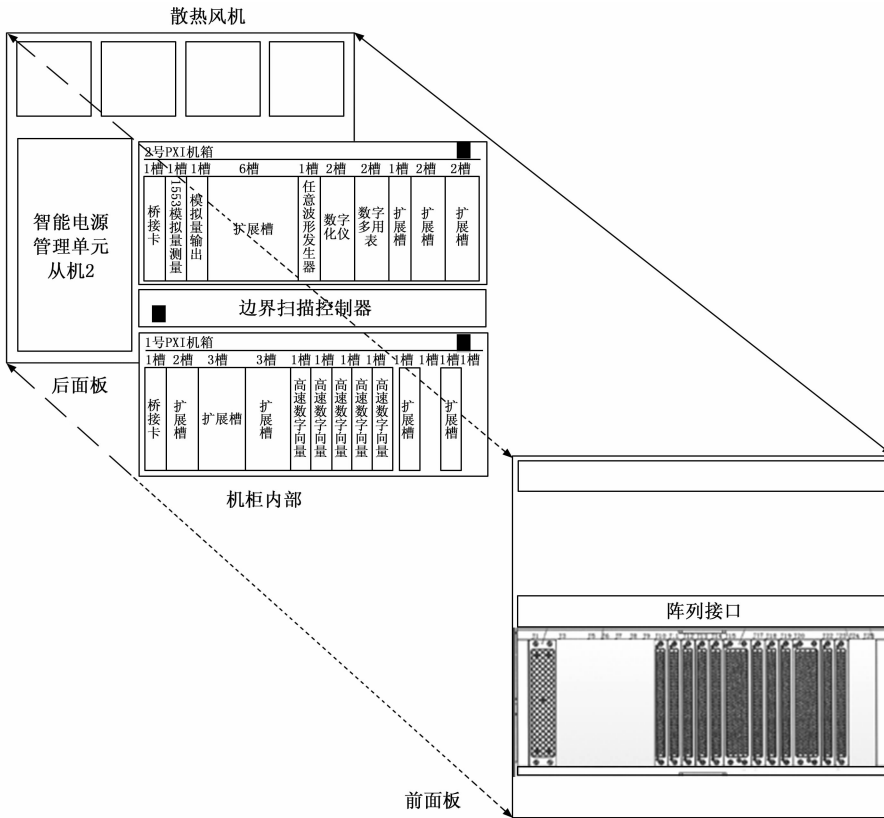 散热风机
2号PXI机箱
1槽 1槽 1槽 6槽 1槽 2槽 2槽 1槽 2槽 2槽
桥接卡
1553模拟量测量
模拟量输出
扩展槽
任意波形发生器
数字化仪
数字多用表
扩展槽
扩展槽
扩展槽
智能电源
管理单元
从机2
边界扫描控制器
1号PXI机箱
1槽 2槽 3槽 3槽 1槽 1槽 1槽 1槽 1槽 1槽 1槽 1槽
桥接卡
扩展槽
扩展槽
扩展槽
高速数字向量
高速数字向量
高速数字向量
高速数字向量
高速数字向量
扩展槽
扩展槽
后面板
机柜内部
阵列接口
前面板